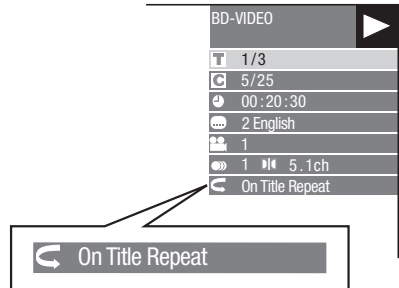 BD-VIDEO
T 1/3
C 5/25
00:20:30
2 English
1
1 5.1ch
On Title Repeat
On Title Repeat